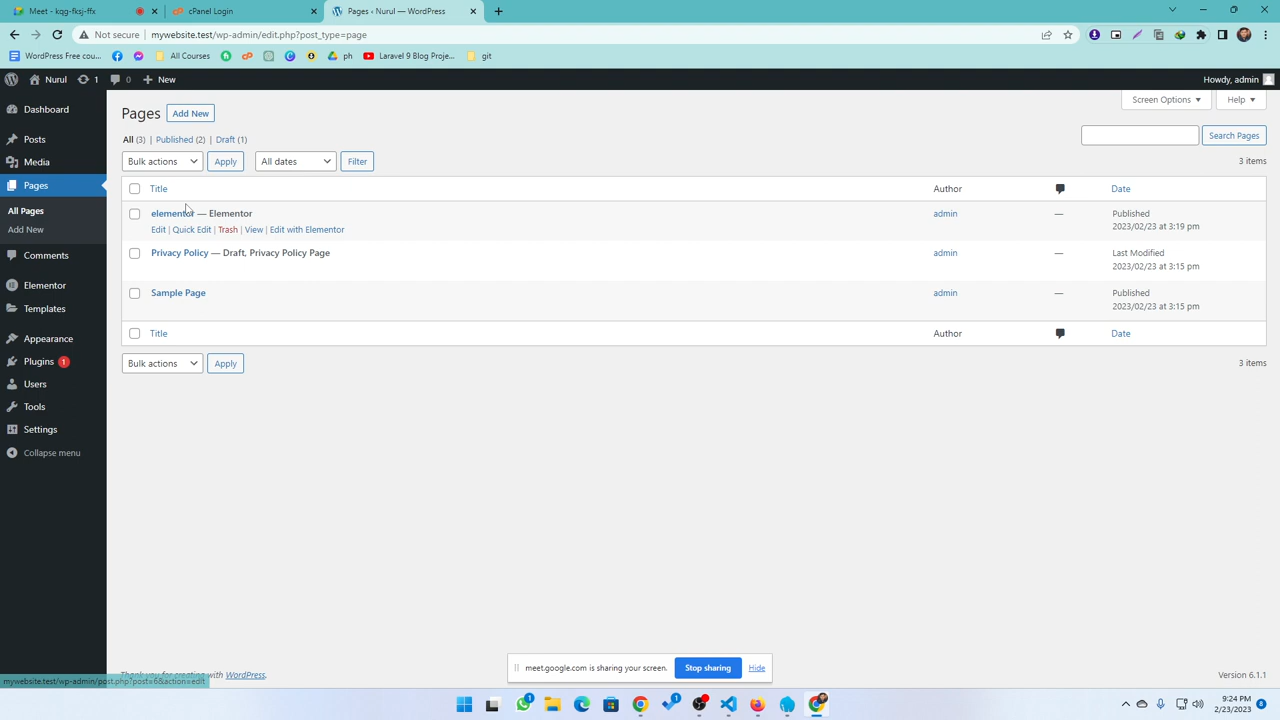 Meet - kqg-fksj-ffx
cPanel Login
Pages ‹ Nurul — WordPress
Not secure | mywebsite.test/wp-admin/edit.php?post_type=page
WordPress Free cou...
All Courses
ph
Laravel 9 Blog Proje...
git
Nurul 1 0 New
Howdy, admin
Dashboard
Posts
Media
Pages
All Pages
Add New
Comments
Elementor
Templates
Appearance
Plugins 1
Users
Tools
Settings
Collapse menu
Screen Options
Help
Pages Add New
All (3) | Published (2) | Draft (1)
Search Pages
Bulk actions Apply All dates Filter
3 items
Title Author Date
elementor — Elementor admin — Published
Edit | Quick Edit | Trash | View | Edit with Elementor 2023/02/23 at 3:19 pm
Privacy Policy — Draft, Privacy Policy Page admin — Last Modified
2023/02/23 at 3:15 pm
Sample Page admin — Published
2023/02/23 at 3:15 pm
Title Author Date
Bulk actions Apply
3 items
meet.google.com is sharing your screen. Stop sharing Hide
Thank you for creating with WordPress.
Version 6.1.1
mywebsite.test/wp-admin/post.php?post=6&action=edit
1
1
9:24 PM
2/23/2023
8